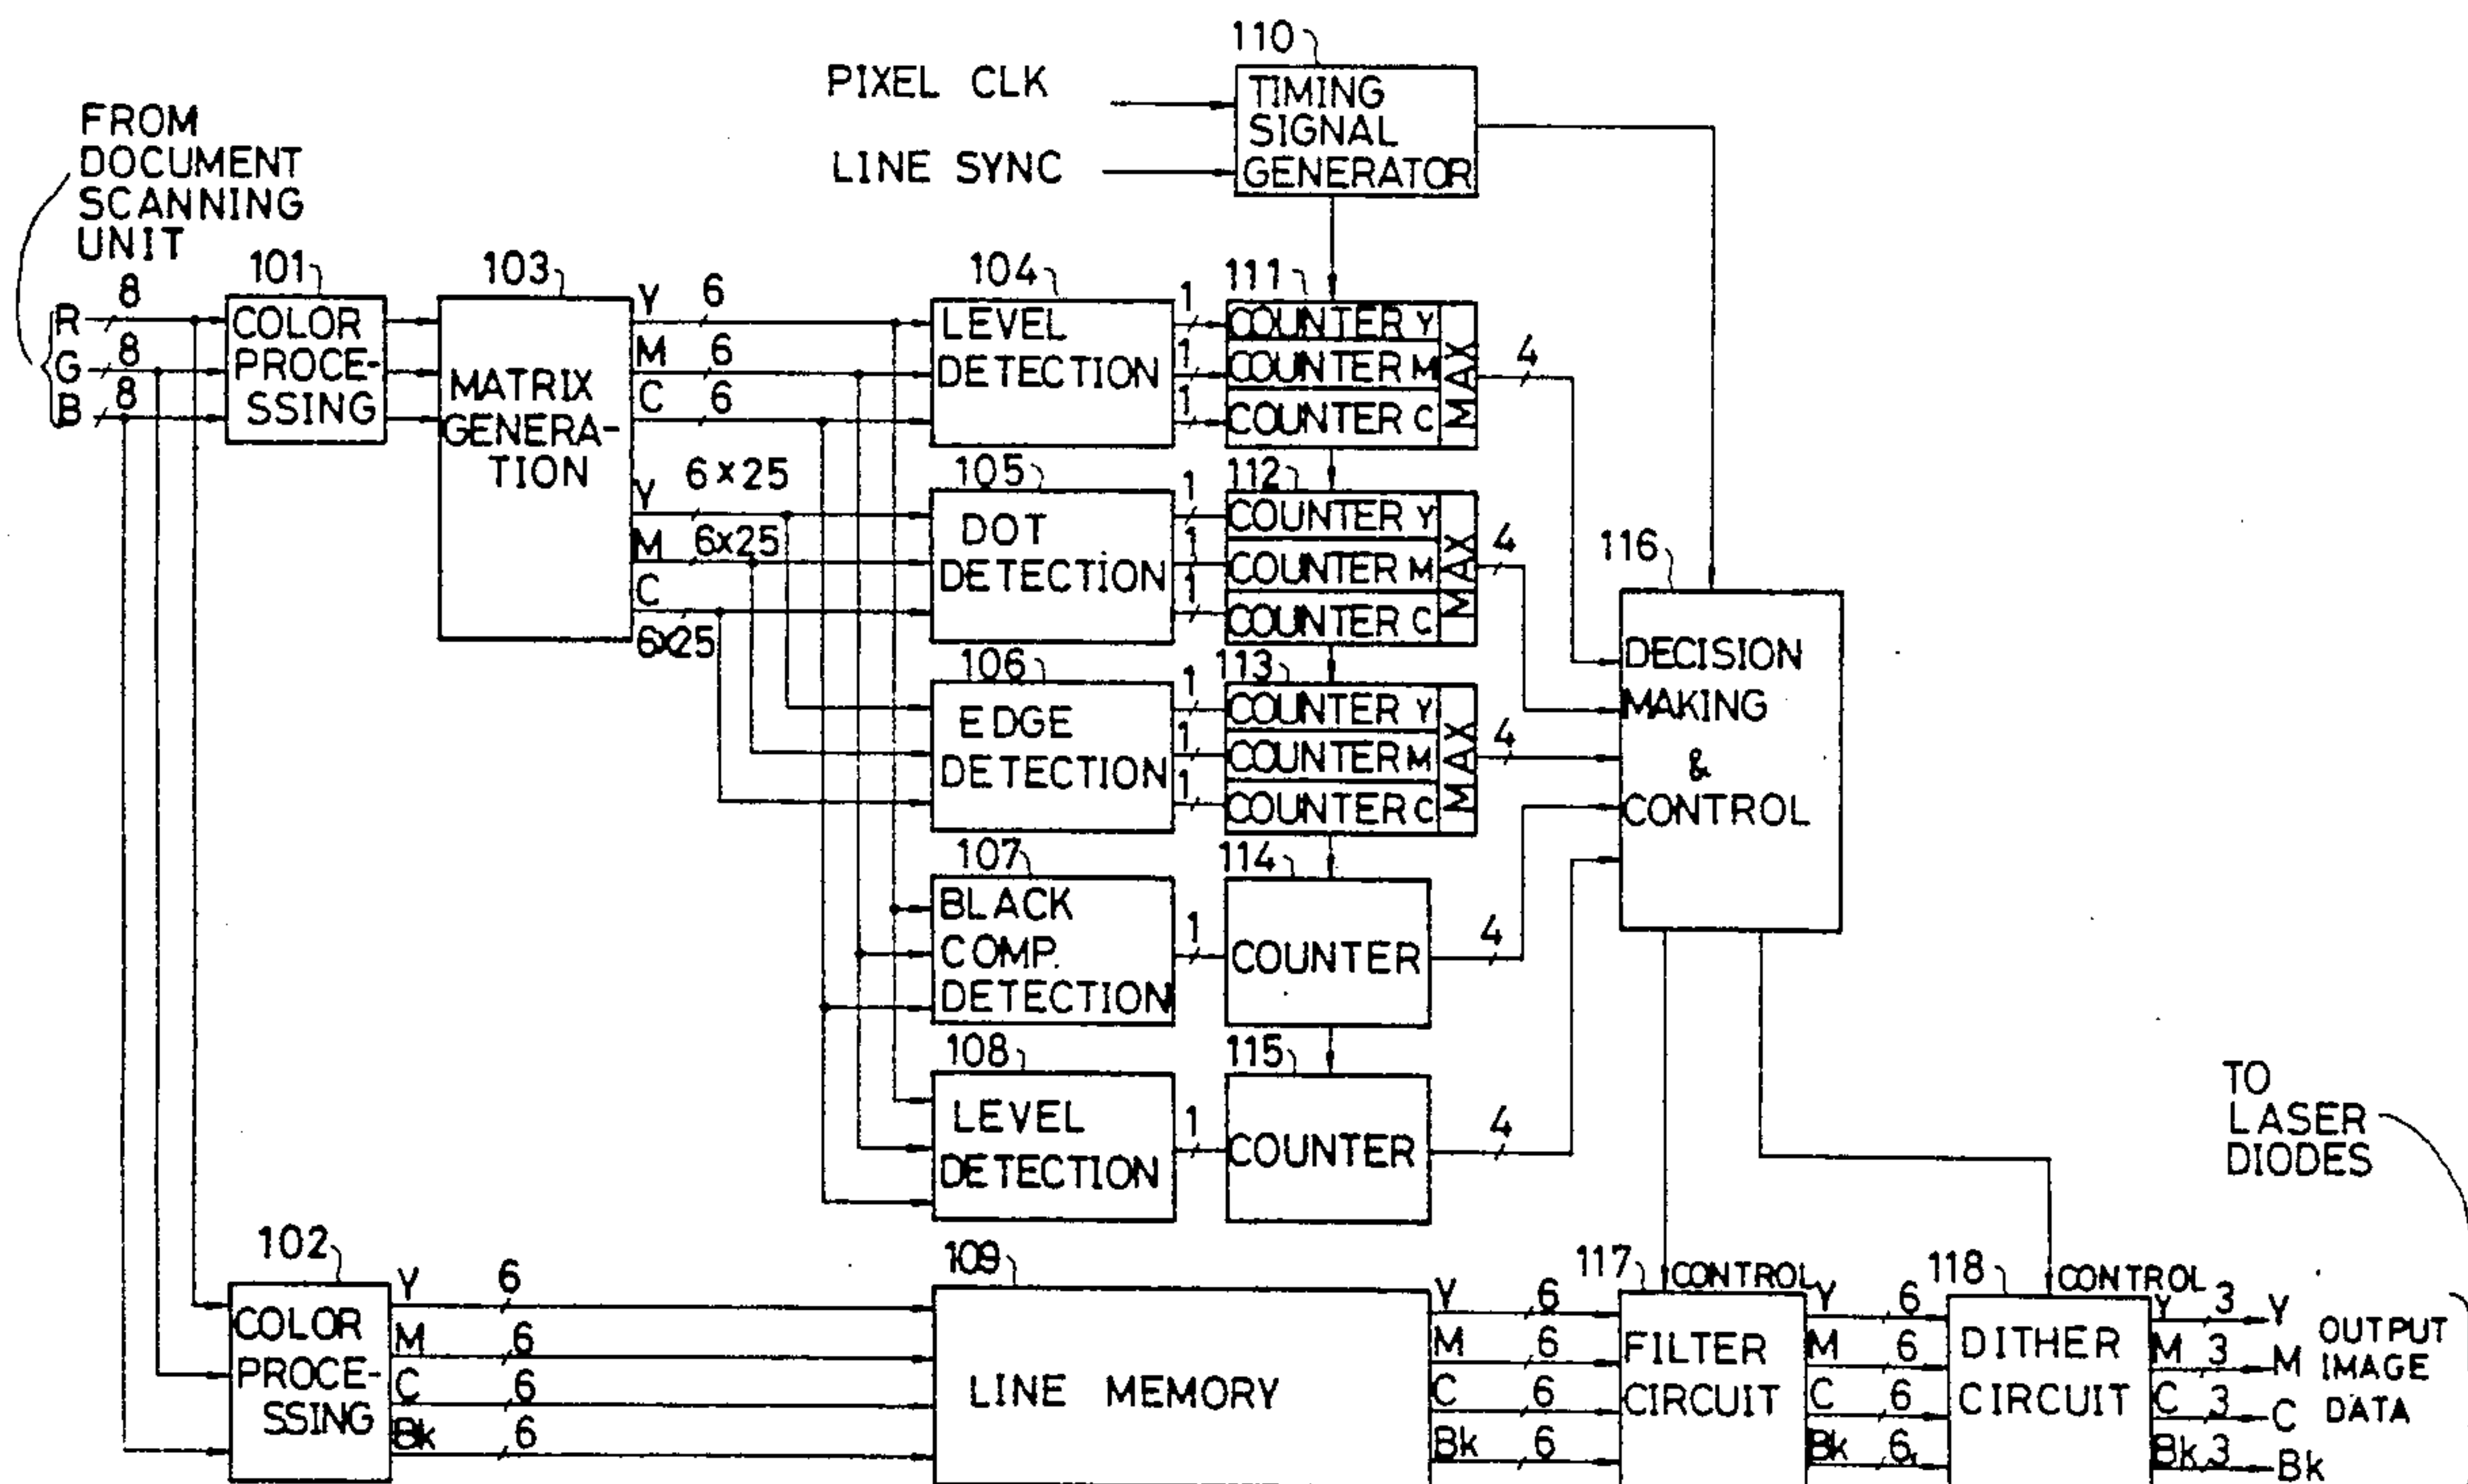 110
PIXEL CLK
TIMING
SIGNAL
GENERATOR
LINE SYNC
FROM
DOCUMENT
SCANNING
UNIT
R 8
G 8
B 8
101
COLOR
PROCE-
SSING
103
MATRIX
GENERA-
TION
Y 6
M 6
C 6
Y 6×25
M 6×25
C
6×25
104
LEVEL
DETECTION
1
1
1
111
COUNTER Y
COUNTER M
COUNTER C
MAX
4
105
DOT
DETECTION
1
1
1
112
COUNTER Y
COUNTER M
COUNTER C
MAX
4
106
EDGE
DETECTION
1
1
1
113
COUNTER Y
COUNTER M
COUNTER C
MAX
4
107
BLACK
COMP.
DETECTION
1
114
COUNTER
4
108
LEVEL
DETECTION
1
115
COUNTER
4
116
DECISION
MAKING
&
CONTROL
102
COLOR
PROCE-
SSING
Y 6
M 6
C 6
Bk 6
109
LINE MEMORY
Y 6
M 6
C 6
Bk 6
117
CONTROL
FILTER
CIRCUIT
Y 6
M 6
C 6
Bk 6
118
CONTROL
DITHER
CIRCUIT
Y 3 Y
M 3 M
C 3 C
Bk 3 Bk
OUTPUT
IMAGE
DATA
TO
LASER
DIODES